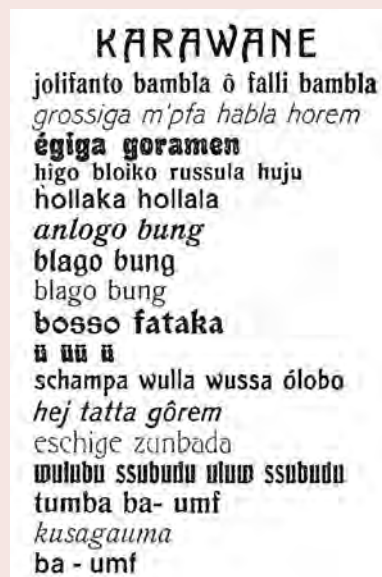 KARAWANE
jolifanto bambla ô falli bambla
grossiga m'pfa habla horem
égiga goramen
higo bloiko russula huju
hollaka hollala
anlogo bung
blago bung
blago bung
bosso fataka
ü üü ü
schampa wulla wussa ólobo
hej tatta gôrem
eschige zunbada
wulubu ssubudu uluw ssubudu
tumba ba- umf
kusagauma
ba - umf